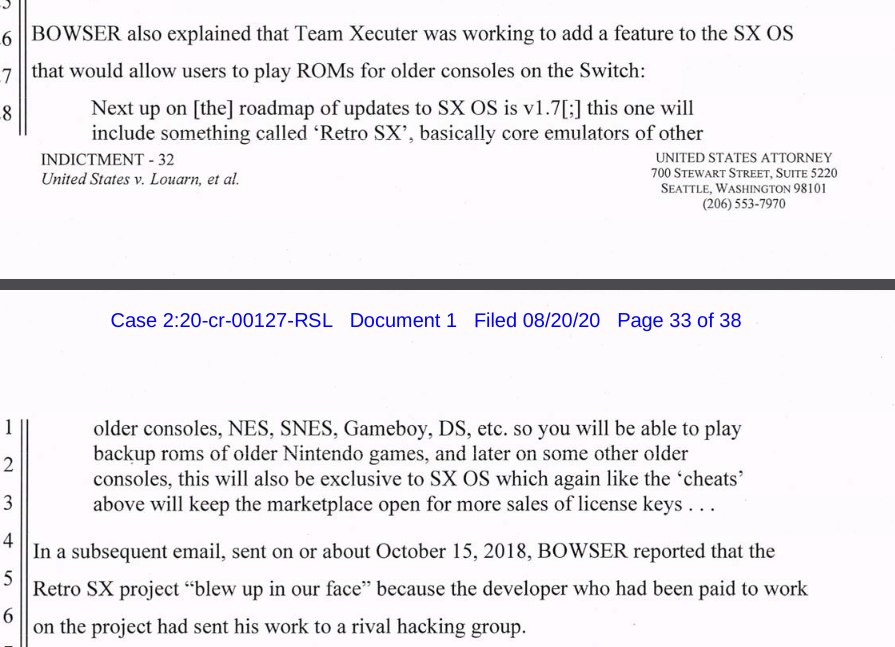 6 BOWSER also explained that Team Xecuter was working to add a feature to the SX OS
7 that would allow users to play ROMs for older consoles on the Switch:
8 Next up on [the] roadmap of updates to SX OS is v1.7[;] this one will
include something called ‘Retro SX’, basically core emulators of other
INDICTMENT - 32
United States v. Louarn, et al.
UNITED STATES ATTORNEY
700 STEWART STREET, SUITE 5220
SEATTLE, WASHINGTON 98101
(206) 553-7970
Case 2:20-cr-00127-RSL Document 1 Filed 08/20/20 Page 33 of 38
1 older consoles, NES, SNES, Gameboy, DS, etc. so you will be able to play
2 backup roms of older Nintendo games, and later on some other older
consoles, this will also be exclusive to SX OS which again like the ‘cheats’
3 above will keep the marketplace open for more sales of license keys . . .
4 In a subsequent email, sent on or about October 15, 2018, BOWSER reported that the
5 Retro SX project “blew up in our face” because the developer who had been paid to work
6 on the project had sent his work to a rival hacking group.